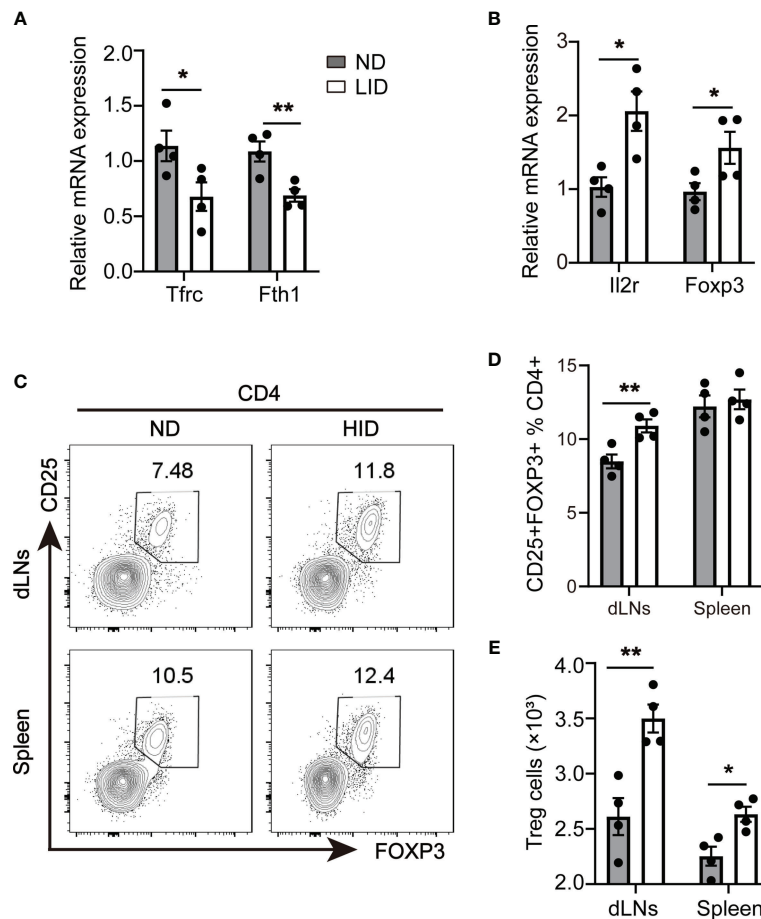 A
Relative mRNA expression
1.5
1.0
0.5
0.0
*
**
Tfrc
Fth1
ND
LID
B
Relative mRNA expression
3
2
1
0
*
*
Il2r
Foxp3
C
CD4
ND
HID
CD25
dLNs
7.48
11.8
Spleen
10.5
12.4
FOXP3
D
CD25+FOXP3+ % CD4+
15
10
5
0
**
dLNs
Spleen
E
Treg cells (×10³)
4.0
3.5
3.0
2.5
2.0
**
*
dLNs
Spleen